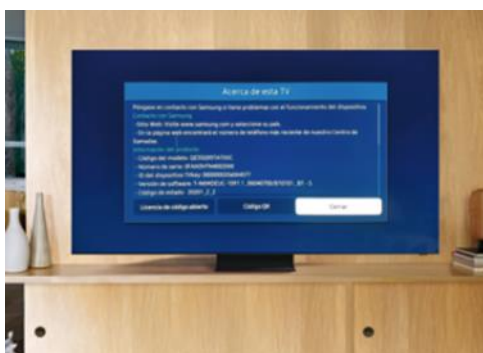 Acerca de esta TV
Póngase en contacto con Samsung si tiene problemas con el funcionamiento del dispositivo.
Contacto con Samsung
- Sitio Web: Visite www.samsung.com y seleccione su país.
- En la página web encontrará el número de teléfono más reciente de nuestro Centro de
llamadas.
Información del producto
- Código del modelo:
- Número de serie:
- ID del dispositivo
- Versión de software:
- Código de estado:
Licencia de código abierto
Código QR
Cerrar